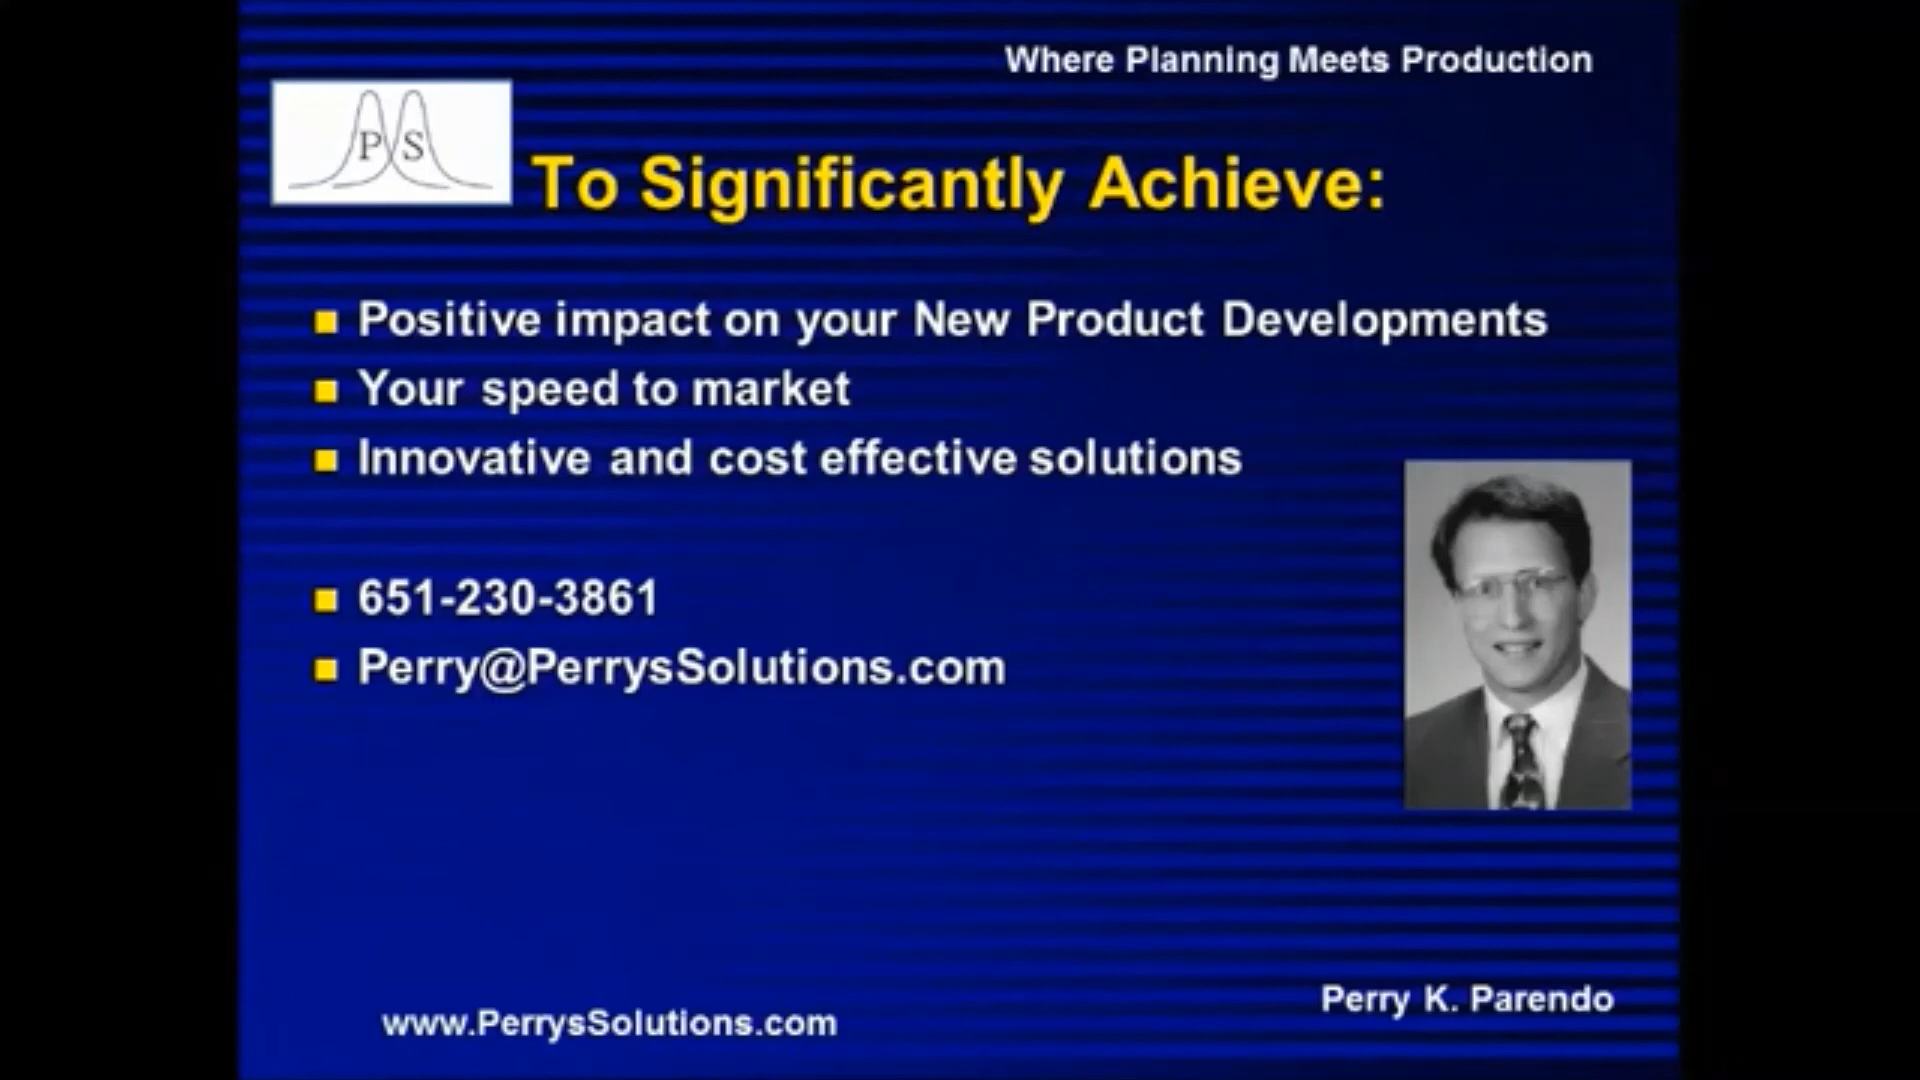 Where Planning Meets Production
P S
To Significantly Achieve:
Positive impact on your New Product Developments
Your speed to market
Innovative and cost effective solutions
651-230-3861
Perry@PerrysSolutions.com
Perry K. Parendo
www.PerrysSolutions.com